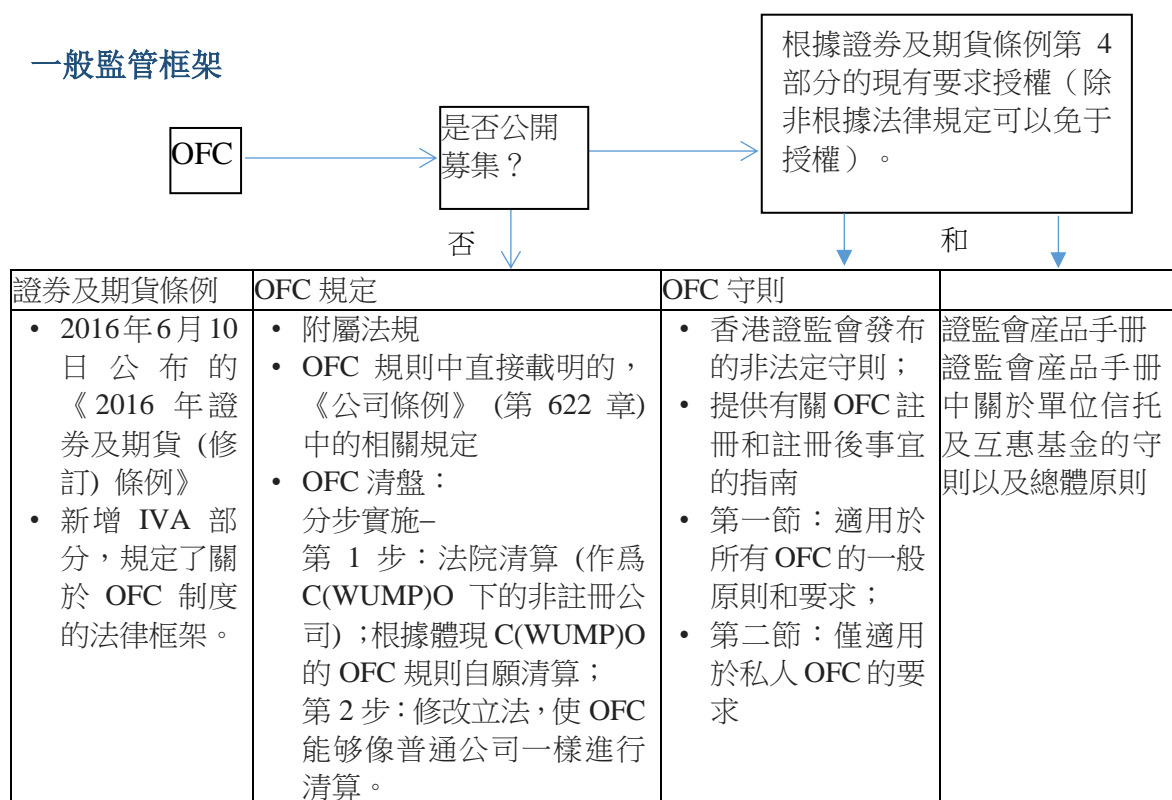 一般監管框架
OFC
是否公開
募集？
根據證券及期貨條例第 4
部分的現有要求授權（除
非根據法律規定可以免于
授權）。
否
和
證券及期貨條例
• 2016年6月10
日公布的
《2016 年證
券及期貨 (修
訂) 條例》
• 新增 IVA 部
分，規定了關
於 OFC 制度
的法律框架。
OFC 規定
• 附屬法規
• OFC 規則中直接載明的，
《公司條例》 (第 622 章)
中的相關規定
• OFC 清盤：
分步實施–
第 1 步：法院清算 (作爲
C(WUMP)O 下的非註冊公
司) ；根據體現 C(WUMP)O
的 OFC 規則自願清算；
第 2 步：修改立法，使 OFC
能够像普通公司一樣進行
清算。
OFC 守則
• 香港證監會發布
的非法定守則；
• 提供有關 OFC 註
冊和註冊後事宜
的指南
• 第一節：適用於
所有 OFC 的一般
原則和要求；
• 第二節：僅適用
於私人 OFC 的要
求
證監會産品手册
證監會産品手册
中關於單位信托
及互惠基金的守
則以及總體原則